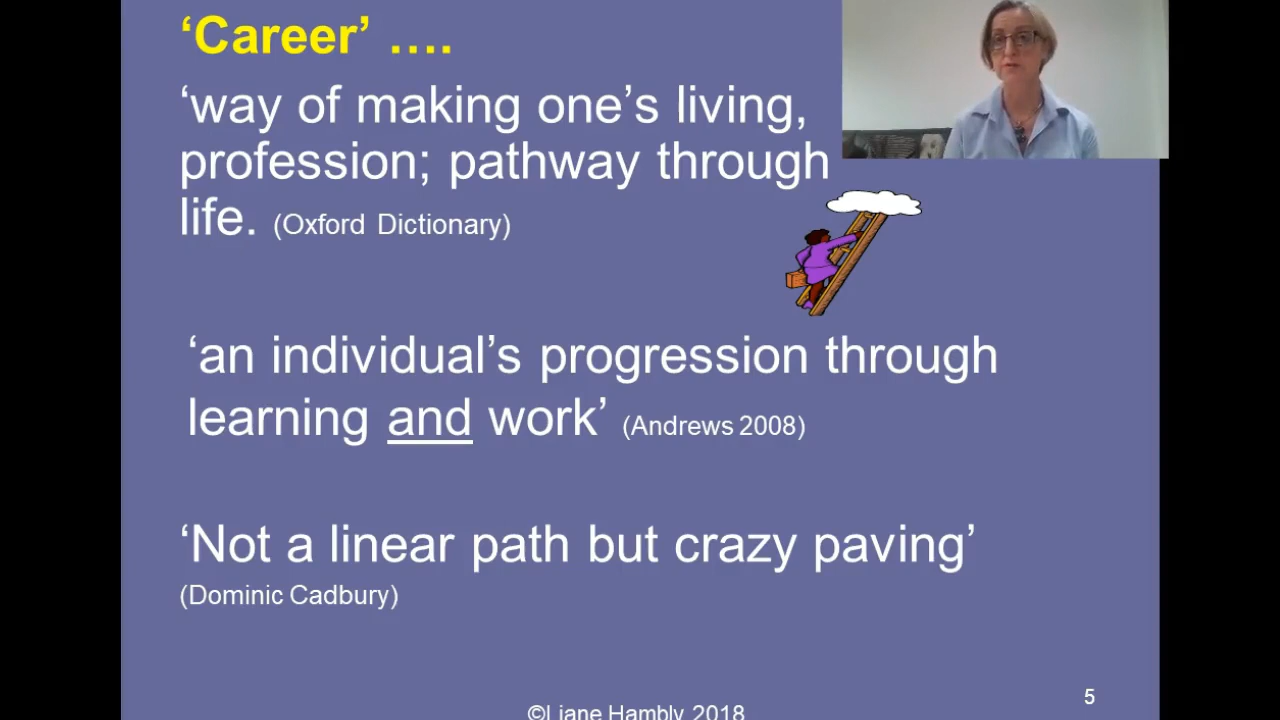 ‘Career’ ….
‘way of making one’s living,
profession; pathway through
life. (Oxford Dictionary)
‘an individual’s progression through
learning and work’ (Andrews 2008)
‘Not a linear path but crazy paving’
(Dominic Cadbury)
5
©Liane Hambly 2018